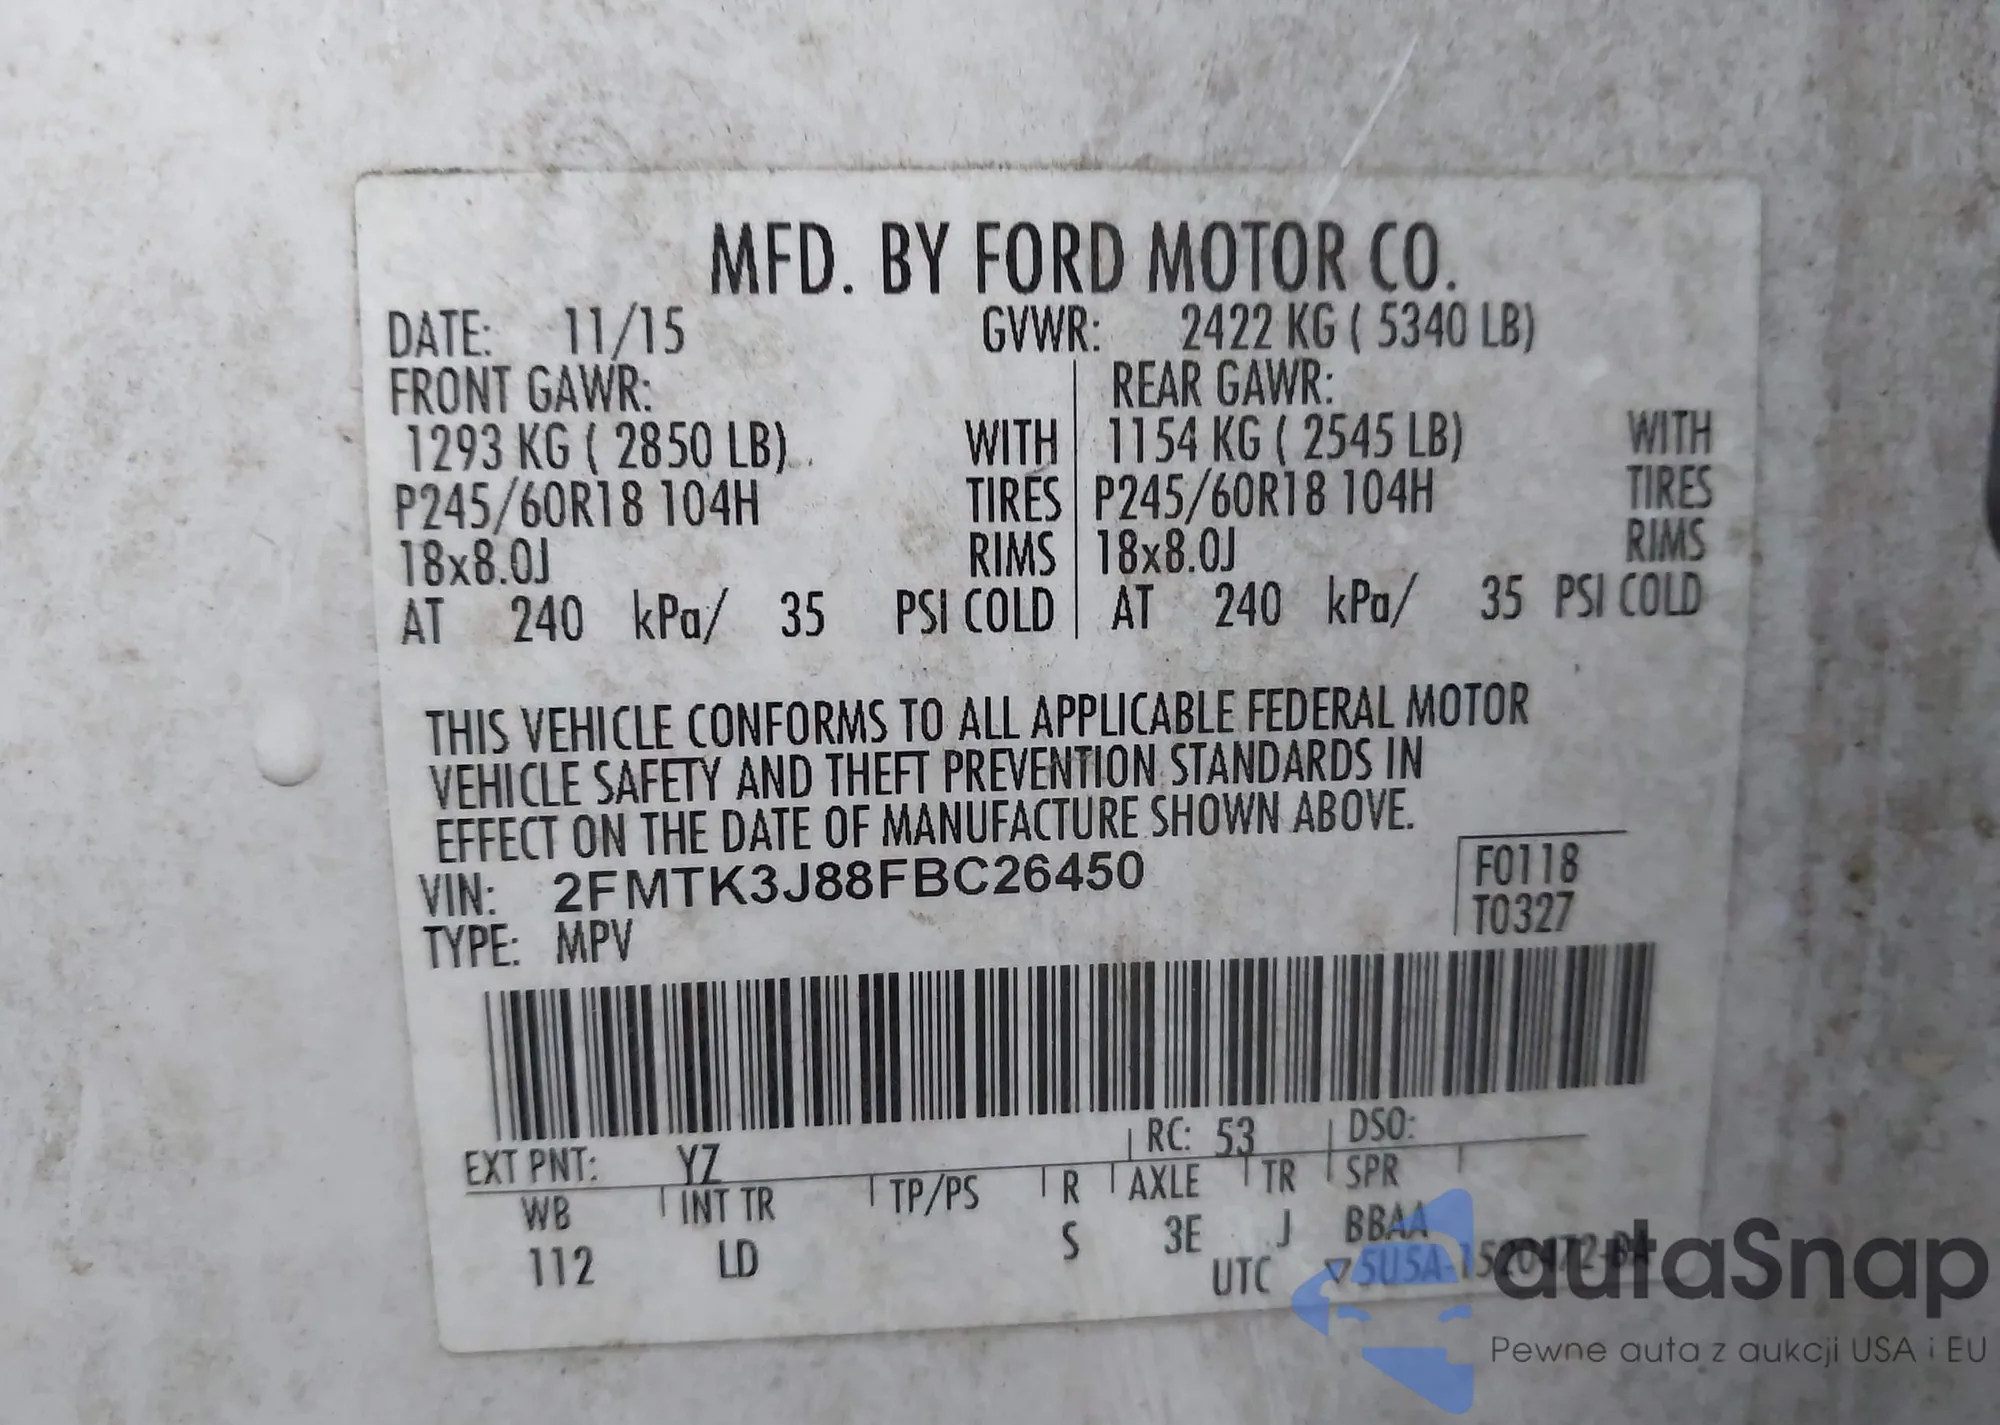 MFD. BY FORD MOTOR CO.
DATE: 11/15 GVWR: 2422 KG ( 5340 LB)
FRONT GAWR: REAR GAWR:
1293 KG ( 2850 LB) WITH 1154 KG ( 2545 LB) WITH
P245/60R18 104H TIRES P245/60R18 104H TIRES
18x8.0J RIMS 18x8.0J RIMS
AT 240 kPa/ 35 PSI COLD AT 240 kPa/ 35 PSI COLD
THIS VEHICLE CONFORMS TO ALL APPLICABLE FEDERAL MOTOR
VEHICLE SAFETY AND THEFT PREVENTION STANDARDS IN
EFFECT ON THE DATE OF MANUFACTURE SHOWN ABOVE.
VIN: 2FMTK3J88FBC26450 F0118
TYPE: MPV T0327
EXT PNT: YZ RC: 53 DSO:
WB INT TR TP/PS R AXLE TR SPR
112 LD S 3E J BBAA
UTC
autaSnap
Pewne auta z aukcji USA i EU